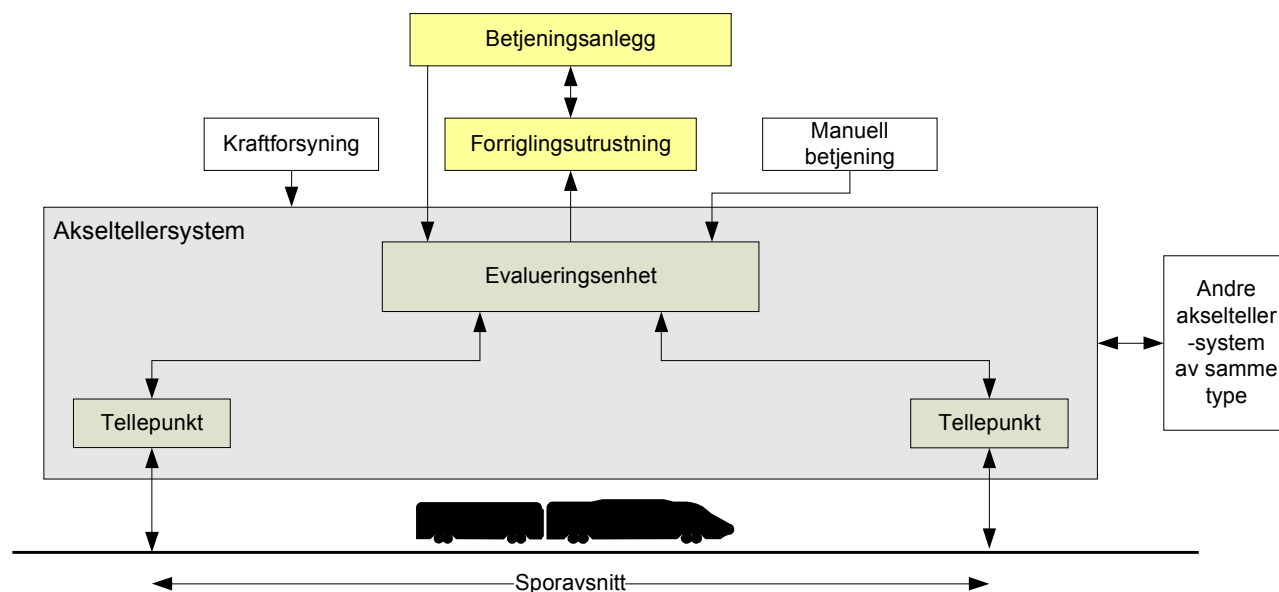 Betjeningsanlegg
Kraftforsyning
Forriglingsutrustning
Manuell
betjening
Akseltellersystem
Evalueringsenhet
Andre
akselteller
-system
av samme
type
Tellepunkt
Tellepunkt
Sporavsnitt